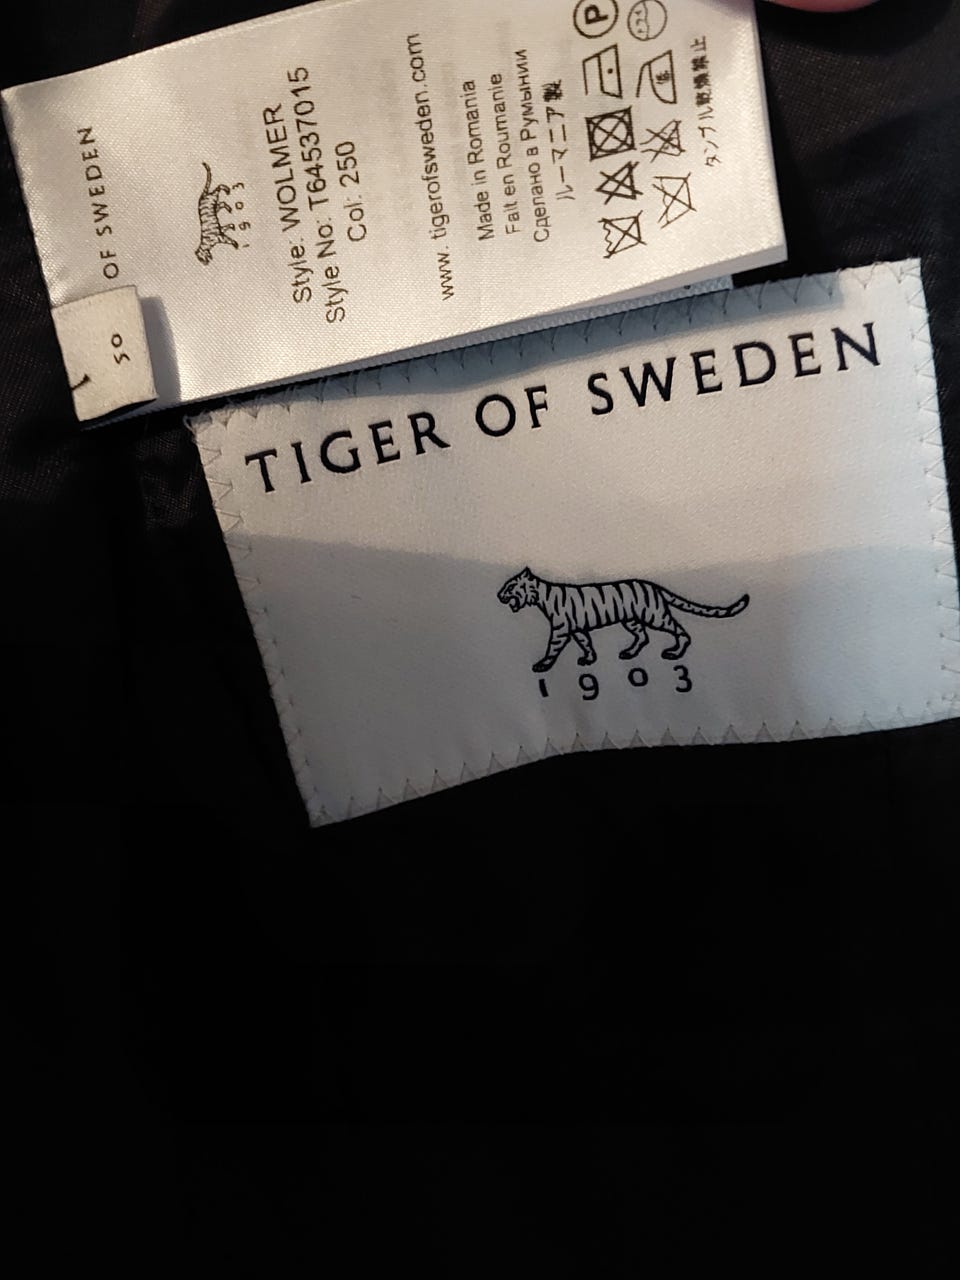 OF SWEDEN
1903
Style: WOLMER
Style No: T64537015
Col: 250
www.tigerofsweden.com
Made in Romania
Fait en Roumanie
Сделано в Румынии
ルーマニア製
P
タンブル乾燥禁止
50
TIGER OF SWEDEN
1903